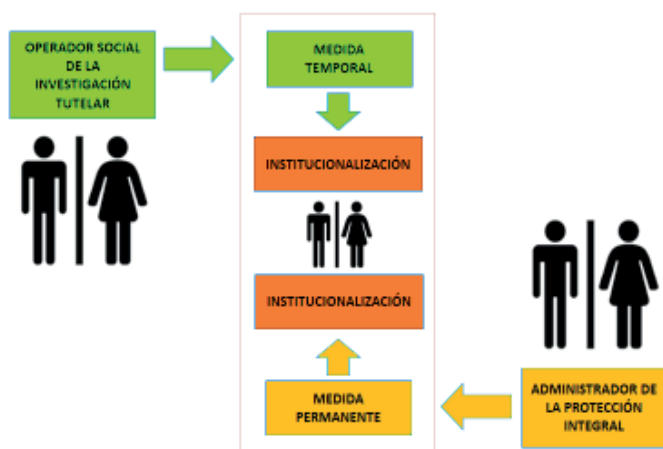 OPERADOR SOCIAL
DE LA
INVESTIGACIÓN
TUTELAR
MEDIDA
TEMPORAL
INSTITUCIONALIZACIÓN
INSTITUCIONALIZACIÓN
MEDIDA
PERMANENTE
ADMINISTRADOR DE
LA PROTECCIÓN
INTEGRAL